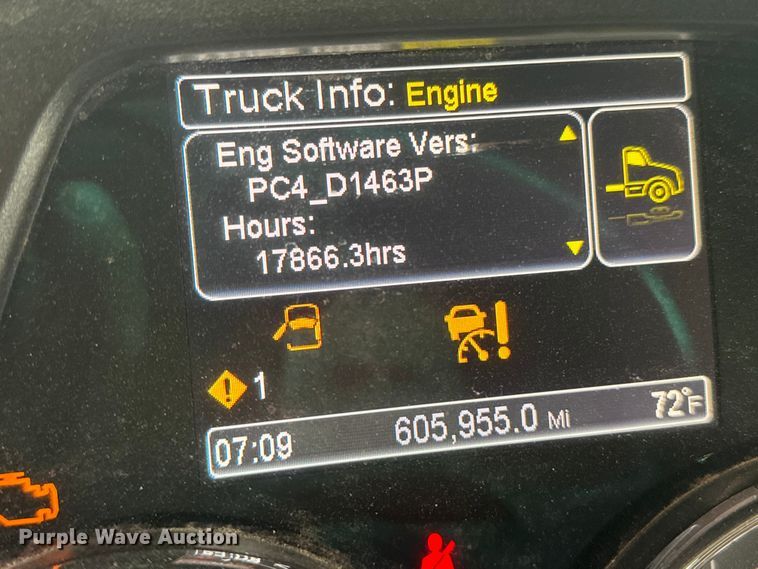 Truck Info: Engine
Eng Software Vers:
PC4_D1463P
Hours:
17866.3hrs
1
07:09 605,955.0 Mi 72°F
Purple Wave Auction